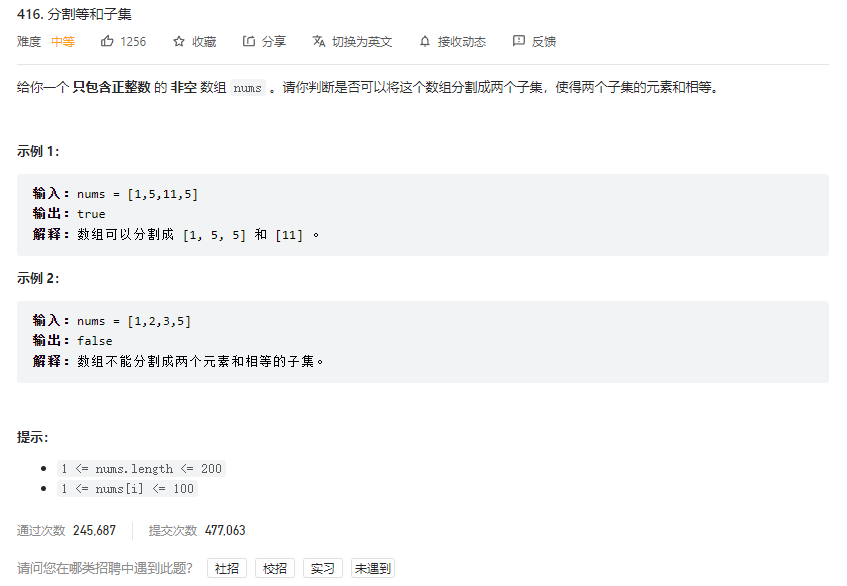 416. 分割等和子集
难度 中等 1256 收藏 分享 切换为英文 接收动态 反馈
给你一个 只包含正整数 的 非空 数组 nums 。请你判断是否可以将这个数组分割成两个子集，使得两个子集的元素和相等。
示例 1：
输入：nums = [1,5,11,5]
输出：true
解释：数组可以分割成 [1, 5, 5] 和 [11] 。
示例 2：
输入：nums = [1,2,3,5]
输出：false
解释：数组不能分割成两个元素和相等的子集。
提示：
1 <= nums.length <= 200
1 <= nums[i] <= 100
通过次数 245,687 提交次数 477,063
请问您在哪类招聘中遇到此题？ 社招 校招 实习 未遇到